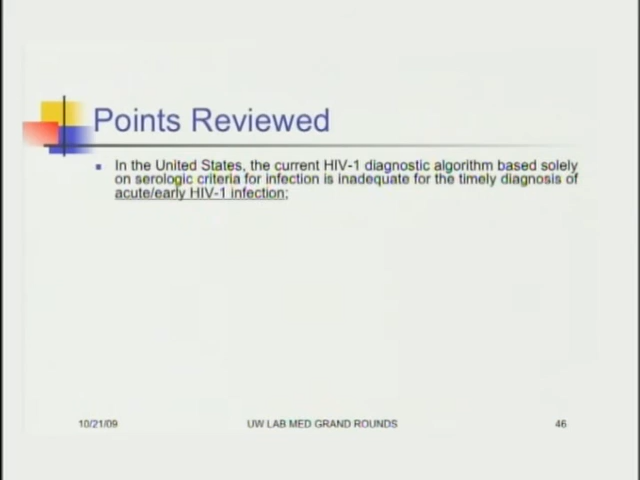 Points Reviewed
In the United States, the current HIV-1 diagnostic algorithm based solely
on serologic criteria for infection is inadequate for the timely diagnosis of
acute/early HIV-1 infection;
10/21/09
UW LAB MED GRAND ROUNDS
46